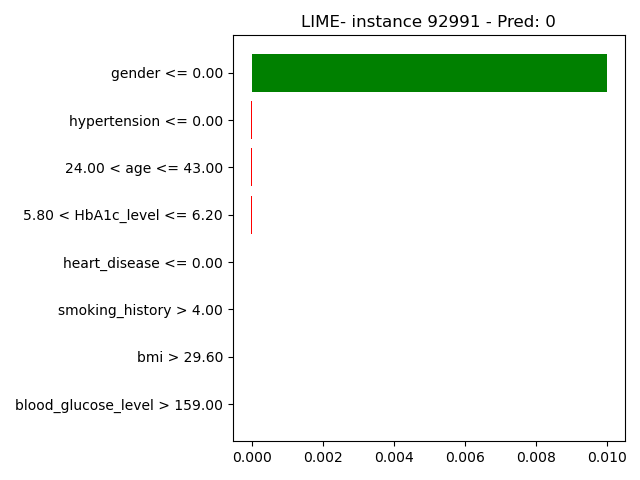 LIME- instance 92991 - Pred: 0
gender <= 0.00
hypertension <= 0.00
24.00 < age <= 43.00
5.80 < HbA1c_level <= 6.20
heart_disease <= 0.00
smoking_history > 4.00
bmi > 29.60
blood_glucose_level > 159.00
0.000 0.002 0.004 0.006 0.008 0.010